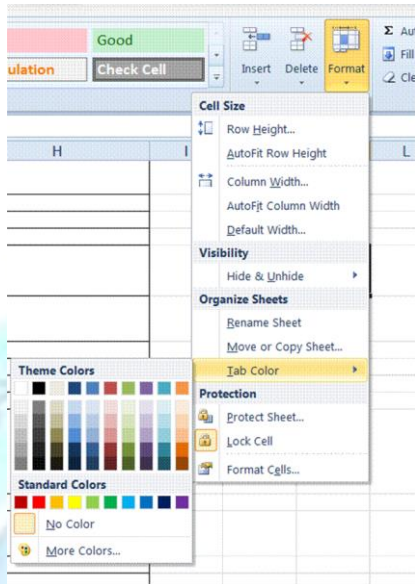 Good
ulation Check Cell
Insert Delete Format
Σ Au
Fill
Cle
Cell Size
Row Height...
AutoFit Row Height
Column Width...
AutoFit Column Width
Default Width...
Visibility
Hide & Unhide
Organize Sheets
Rename Sheet
Move or Copy Sheet...
Tab Color
Protection
Protect Sheet...
Lock Cell
Format Cells...
H I L
Theme Colors
Standard Colors
No Color
More Colors...